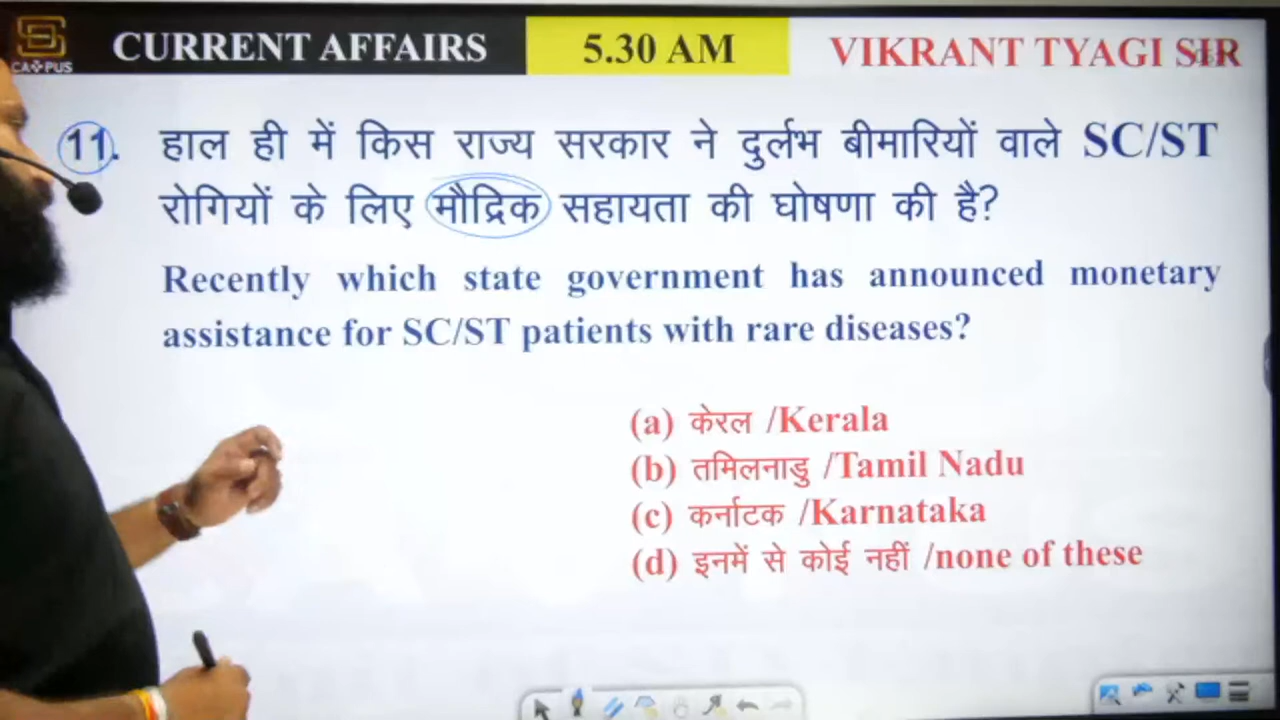 CAMPUS
CURRENT AFFAIRS
5.30 AM
VIKRANT TYAGI SIR
11. हाल ही में किस राज्य सरकार ने दुर्लभ बीमारियों वाले SC/ST
रोगियों के लिए मौद्रिक सहायता की घोषणा की है?
Recently which state government has announced monetary
assistance for SC/ST patients with rare diseases?
(a) केरल /Kerala
(b) तमिलनाडु /Tamil Nadu
(c) कर्नाटक /Karnataka
(d) इनमें से कोई नहीं /none of these